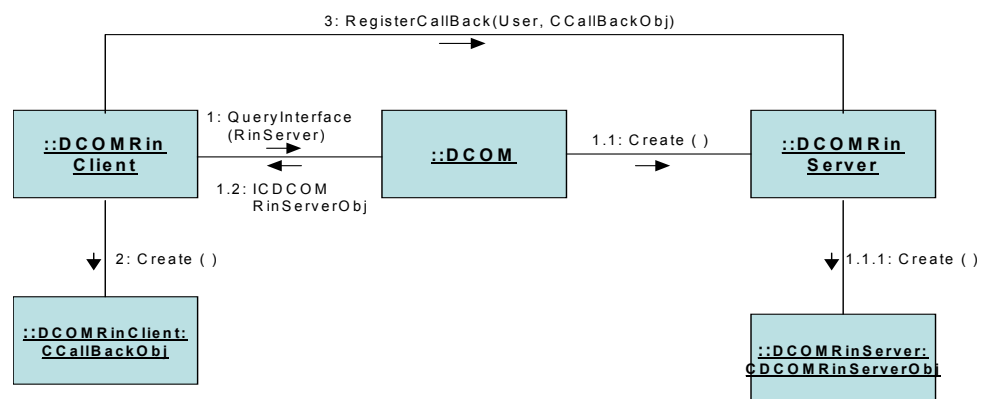 3: RegisterCallBack(User, CCallBackObj)
1: QueryInterface
(RinServer)
::DCOMRin
Client
::DCOM
1.1: Create ( )
::DCOMRin
Server
1.2: ICDCOM
RinServerObj
2: Create ( )
1.1.1: Create ( )
::DCOMRinClient:
CCallBackObj
::DCOMRinServer:
CDCOMRinServerObj